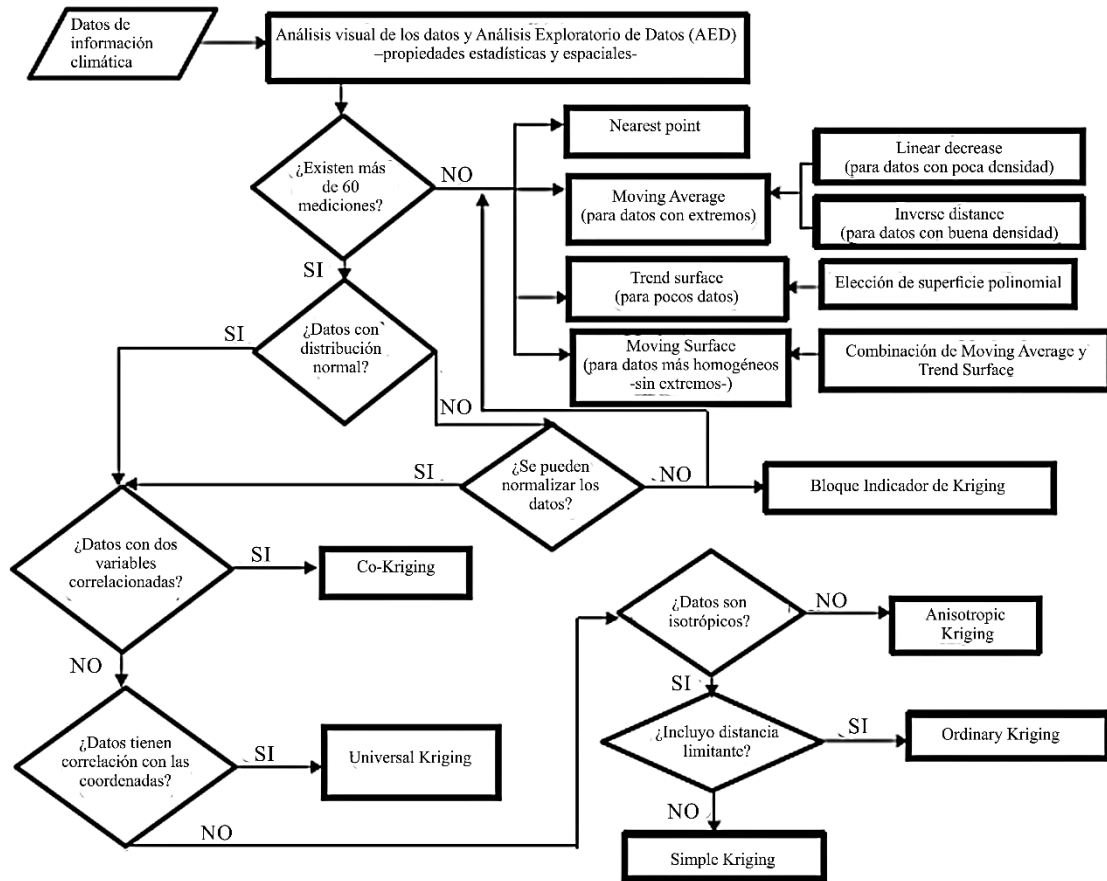 Datos de
información
climática
Análisis visual de los datos y Análisis Exploratorio de Datos (AED)
–propiedades estadísticas y espaciales-
¿Existen más
de 60
mediciones?
NO
Nearest point
Moving Average
(para datos con extremos)
Linear decrease
(para datos con poca densidad)
Inverse distance
(para datos con buena densidad)
Trend surface
(para pocos datos)
Elección de superficie polinomial
Moving Surface
(para datos más homogéneos
-sin extremos-)
Combinación de Moving Average y
Trend Surface
SI
¿Datos con
distribución
normal?
SI
NO
¿Se pueden
normalizar los
datos?
SI
NO
Bloque Indicador de Kriging
¿Datos con dos
variables
correlacionadas?
SI
Co-Kriging
NO
¿Datos tienen
correlación con las
coordenadas?
SI
Universal Kriging
NO
¿Datos son
isotrópicos?
NO
Anisotropic
Kriging
SI
¿Incluyo distancia
limitante?
SI
Ordinary Kriging
NO
Simple Kriging